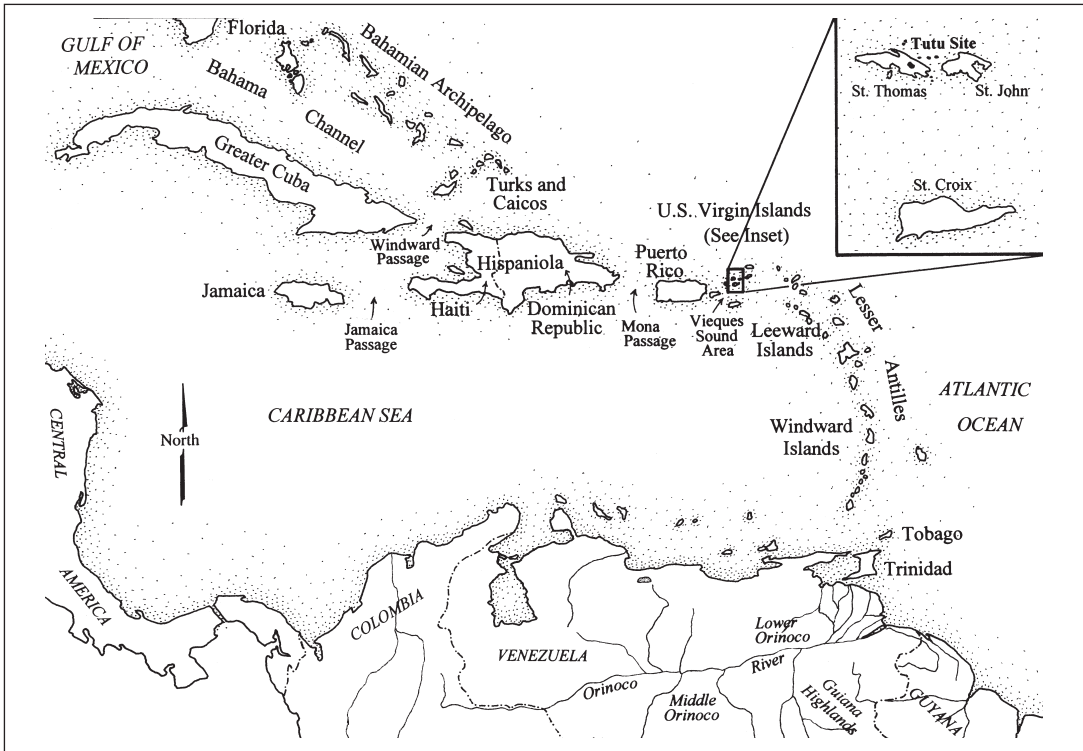 GULF OF
MEXICO
Florida
Bahama
Channel
Bahamian Archipelago
Greater Cuba
Turks and
Caicos
Windward
Passage
U.S. Virgin Islands
(See Inset)
Tutu Site
St. Thomas
St. John
St. Croix
Jamaica
Jamaica
Passage
Hispaniola
Haiti
Dominican
Republic
Mona
Passage
Puerto
Rico
Vieques
Sound
Area
Leeward
Islands
Lesser
Antilles
Windward
Islands
ATLANTIC
OCEAN
CARIBBEAN SEA
North
CENTRAL
AMERICA
Tobago
Trinidad
COLOMBIA
VENEZUELA
Lower
Orinoco
River
Orinoco
Middle
Orinoco
Guiana
Highlands
GUYANA